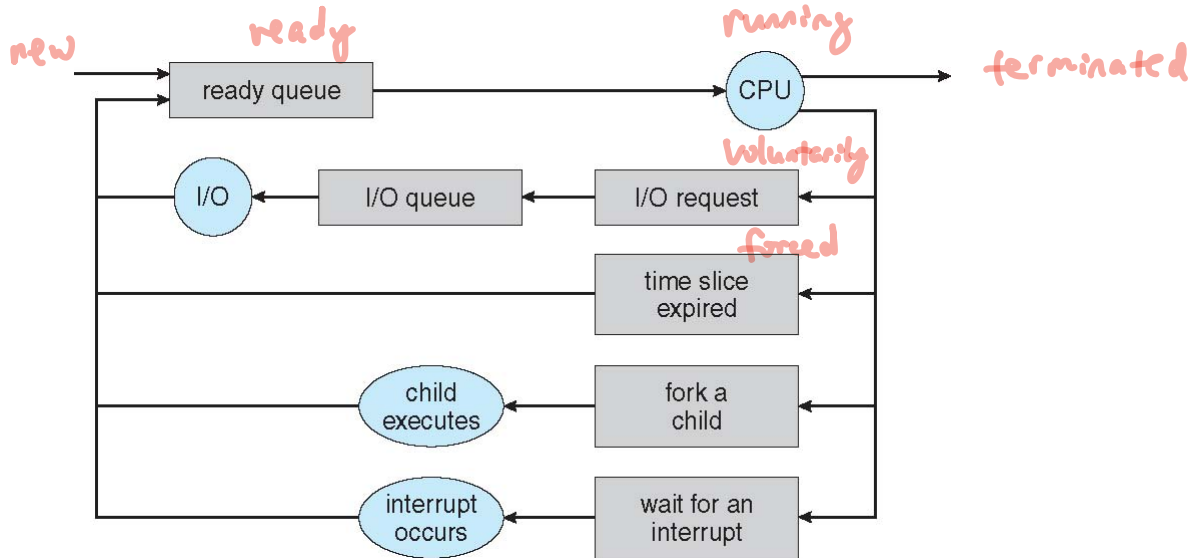 new
ready
running
terminated
ready queue
CPU
voluntarily
I/O
I/O queue
I/O request
forced
time slice
expired
child
executes
fork a
child
interrupt
occurs
wait for an
interrupt